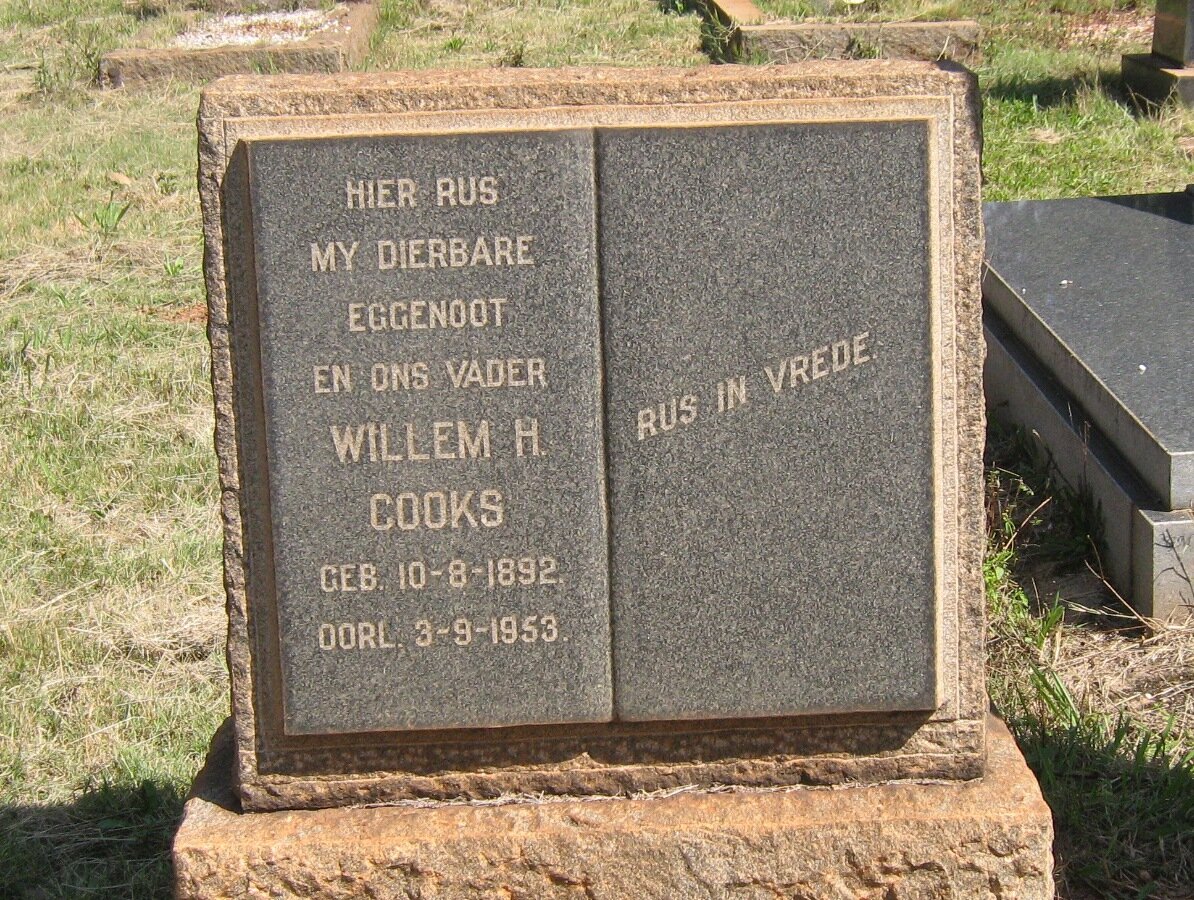 HIER RUS
MY DIERBARE
EGGENOOT
EN ONS VADER
WILLEM H.
COOKS
GEB. 10-8-1892.
OORL. 3-9-1953.
RUS IN VREDE.